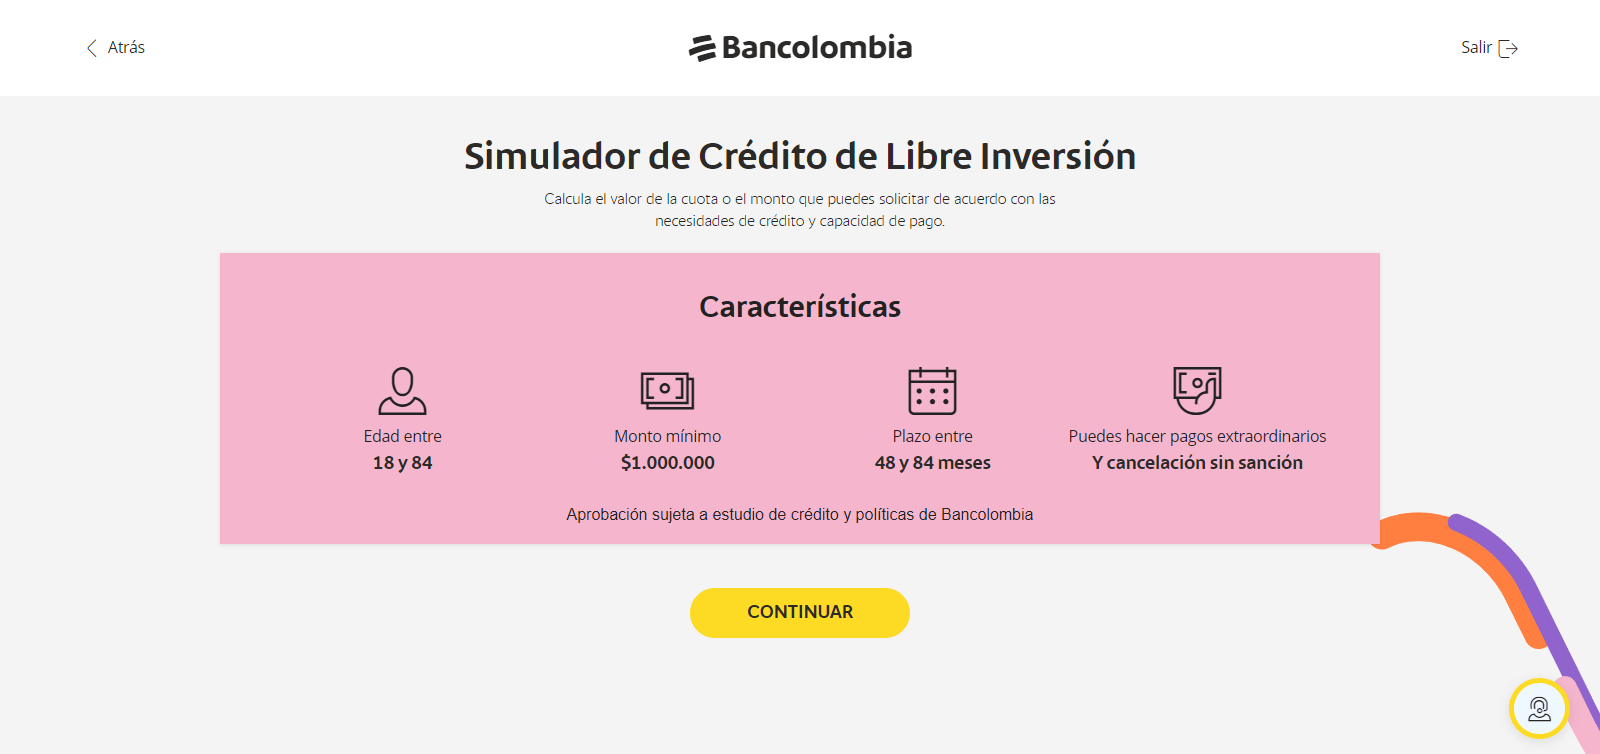 Atrás
Bancolombia
Salir
Simulador de Crédito de Libre Inversión
Calcula el valor de la cuota o el monto que puedes solicitar de acuerdo con las
necesidades de crédito y capacidad de pago.
Características
Edad entre
18 y 84
Monto mínimo
$1.000.000
Plazo entre
48 y 84 meses
Puedes hacer pagos extraordinarios
Y cancelación sin sanción
Aprobación sujeta a estudio de crédito y políticas de Bancolombia
CONTINUAR